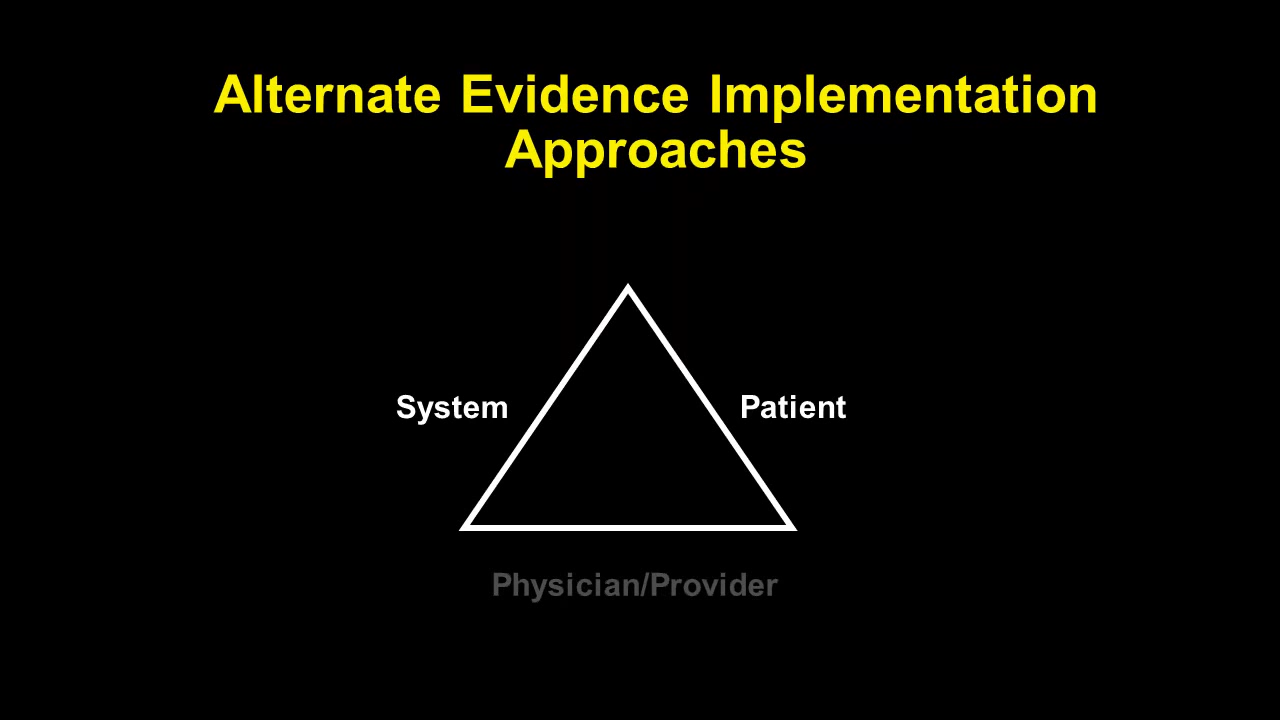 Alternate Evidence Implementation
Approaches
System
Patient
Physician/Provider